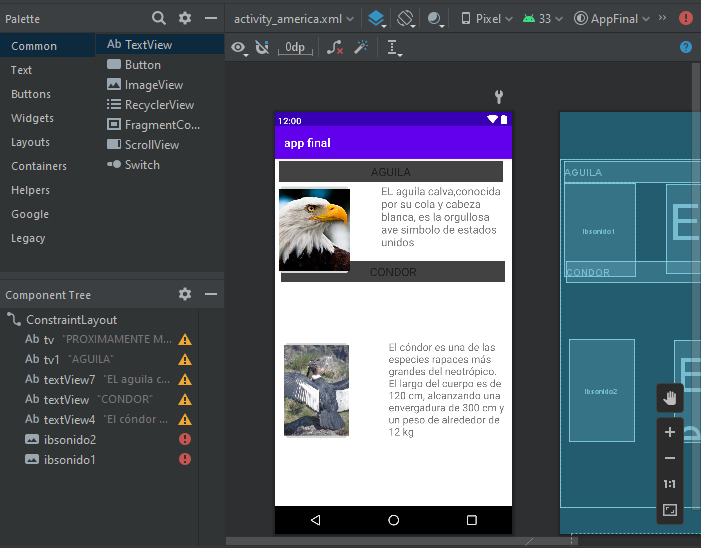 Palette
activity_america.xml
Pixel
33
AppFinal
Common
Text
Buttons
Widgets
Layouts
Containers
Helpers
Google
Legacy
Ab TextView
Button
ImageView
RecyclerView
FragmentCo...
ScrollView
Switch
0dp
12:00
app final
AGUILA
EL aguila calva,conocida
por su cola y cabeza
blanca, es la orgullosa
ave simbolo de estados
unidos
CONDOR
El cóndor es una de las
especies rapaces más
grandes del neotrópico.
El largo del cuerpo es de
120 cm, alcanzando una
envergadura de 300 cm y
un peso de alrededor de
12 kg
AGUILA
ibsonido1
E
CONDOR
ibsonido2
E
1:1
Component Tree
ConstraintLayout
Ab tv "PROXIMAMENTE M...
Ab tv1 "AGUILA"
Ab textView7 "EL aguila c...
Ab textView "CONDOR"
Ab textView4 "El cóndor ...
ibsonido2
ibsonido1